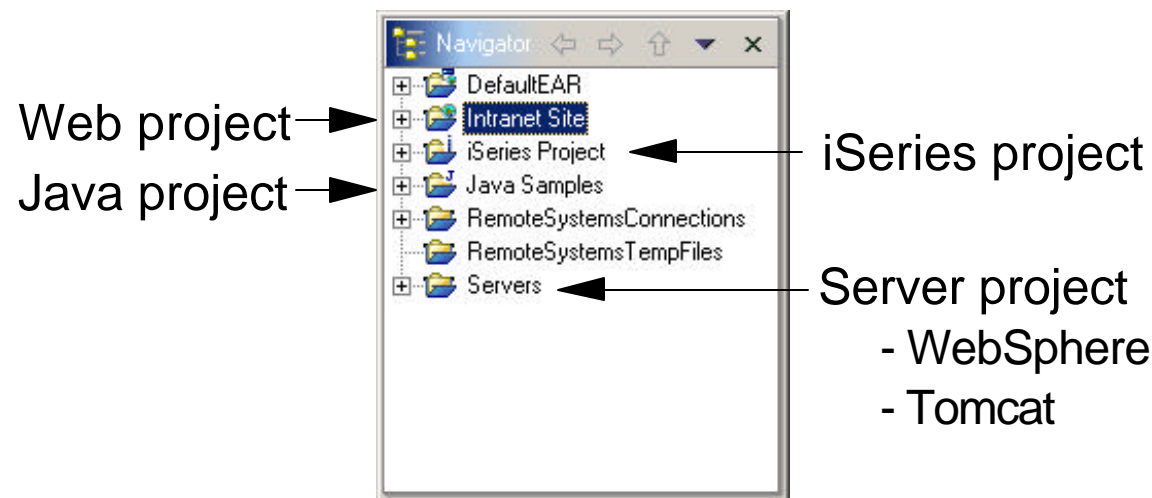 Navigator
DefaultEAR
Web project
Intranet Site
iSeries Project
iSeries project
Java project
Java Samples
RemoteSystemsConnections
RemoteSystemsTempFiles
Servers
Server project
- WebSphere
- Tomcat